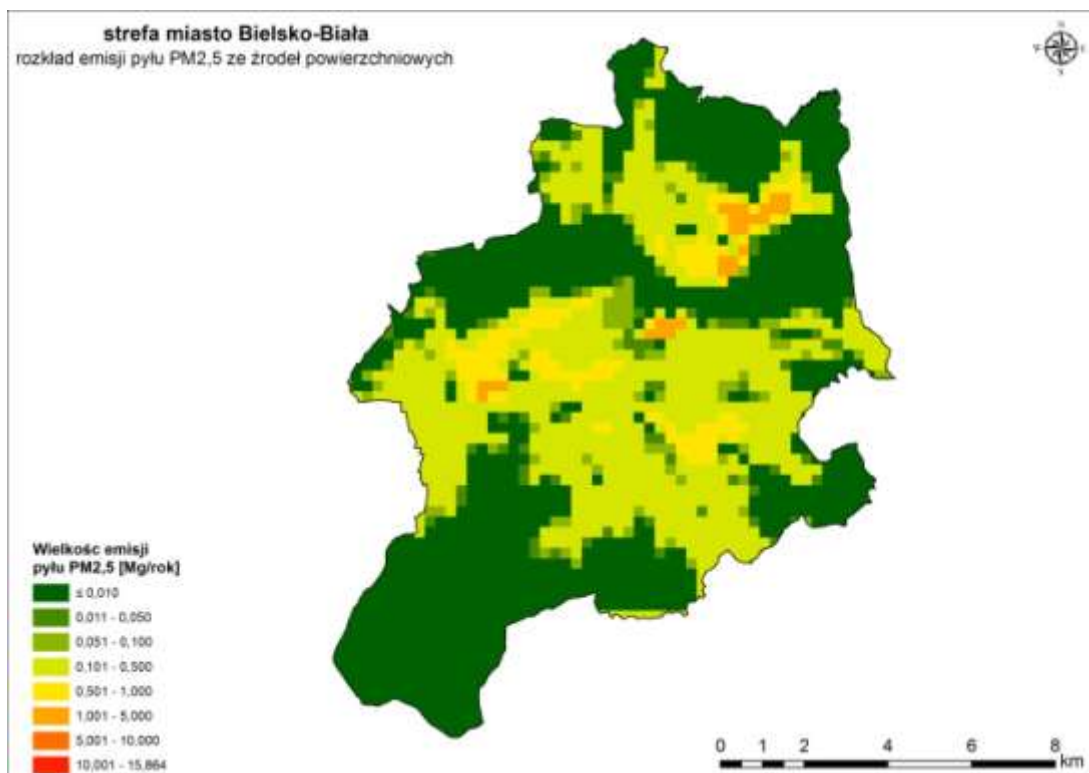 strefa miasto Bielsko-Biała
rozkład emisji pyłu PM2,5 ze źrodeł powierzchniowych
N
E
S
Wielkośc emisji
pyłu PM2,5 [Mg/rok]
≤ 0,010
0,011 - 0,050
0,051 - 0,100
0,101 - 0,500
0,501 - 1,000
1,001 - 5,000
5,001 - 10,000
10,001 - 15,864
0 1 2 4 6 8
km